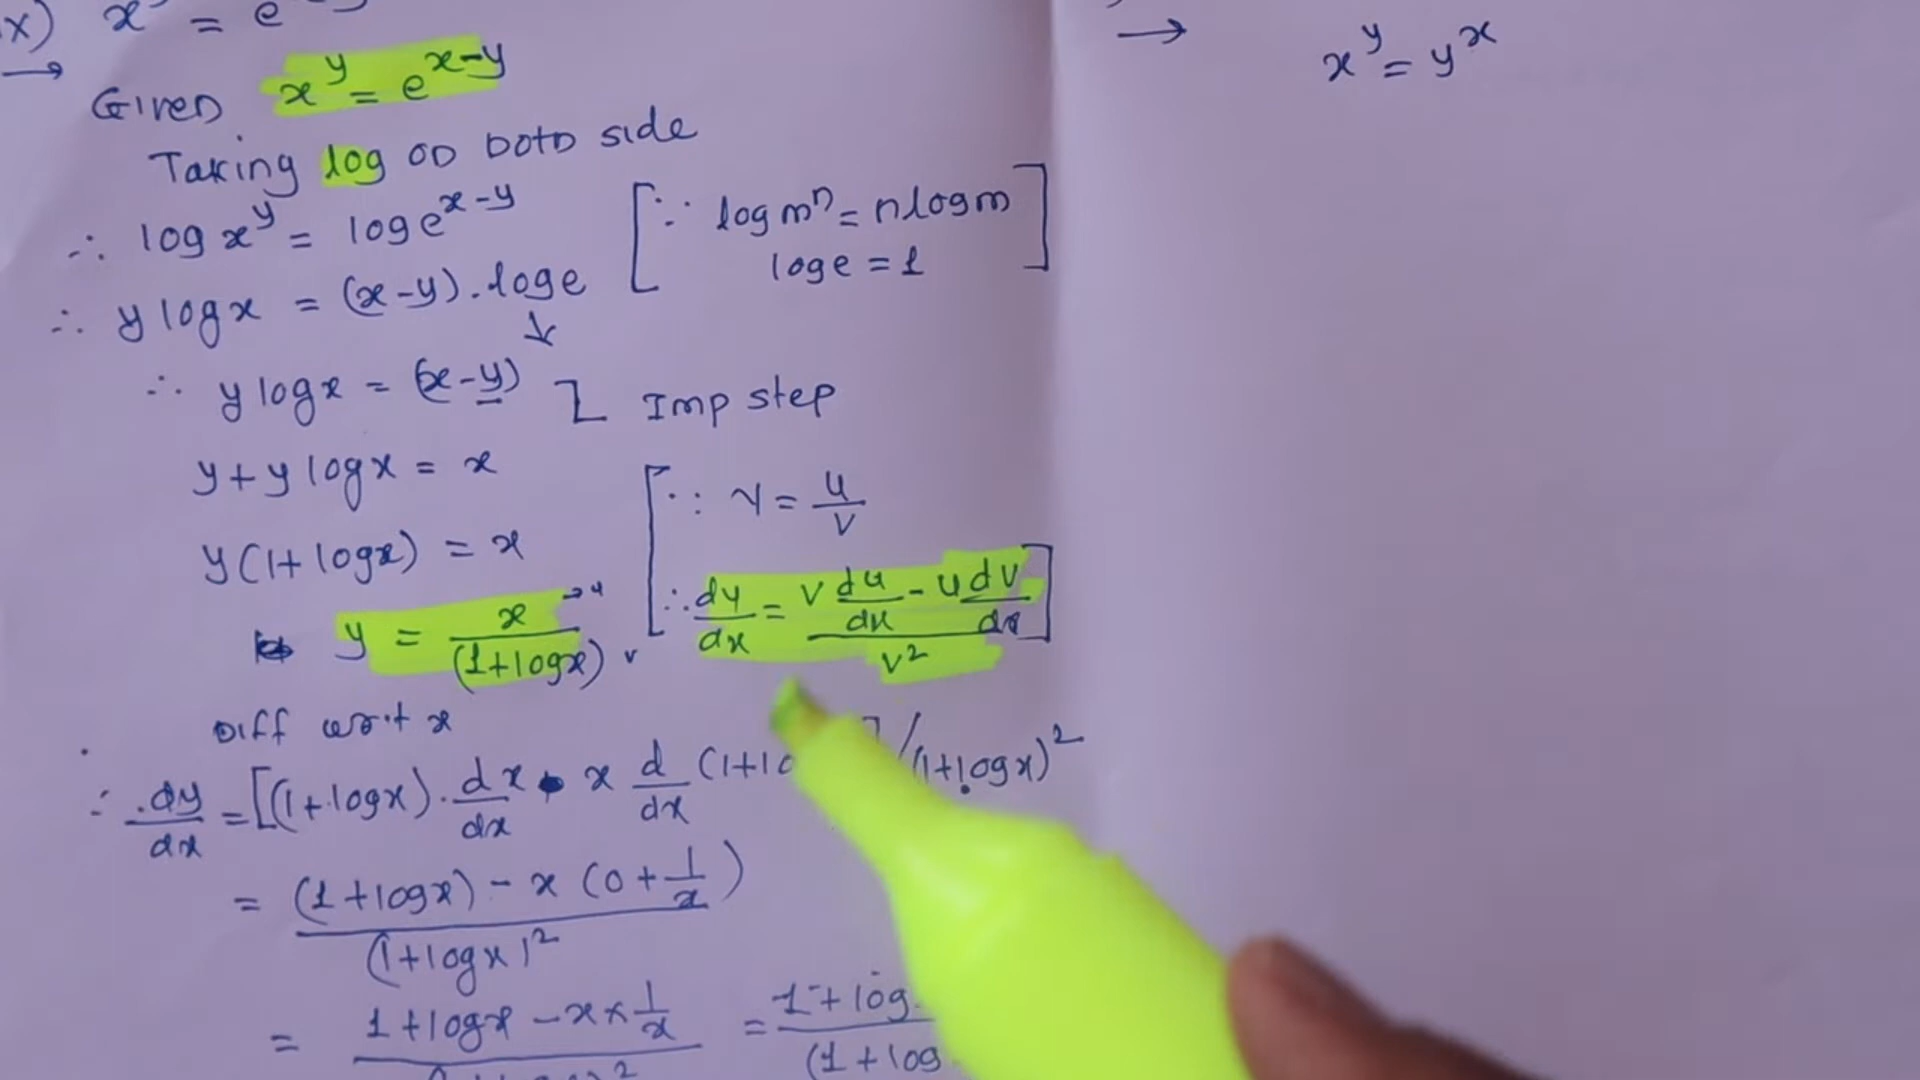 x) x = e
→
Given x^y = e^(x-y)
Taking log on both side
∴ log x^y = log e^(x-y) [∵ log m^n = n log m
log e = 1]
∴ y log x = (x-y). log e
∴ y log x = (x-y) ] Imp step
y + y log x = x
y(1+ log x) = x
[∵ y = u/v
∴ dy/dx = (v du/dx - u dv/dx)/v²]
y = x/(1+log x) → u v
Diff w.r.t x
∴ dy/dx = [(1+log x). dx/dx x d/dx (1+lo ]/(1+log x)²
= ((1+log x) - x (0+1/x))/(1+log x)²
= 1+log x - x×1/x = 1+log
2 (1+log
→ x^y = y^x